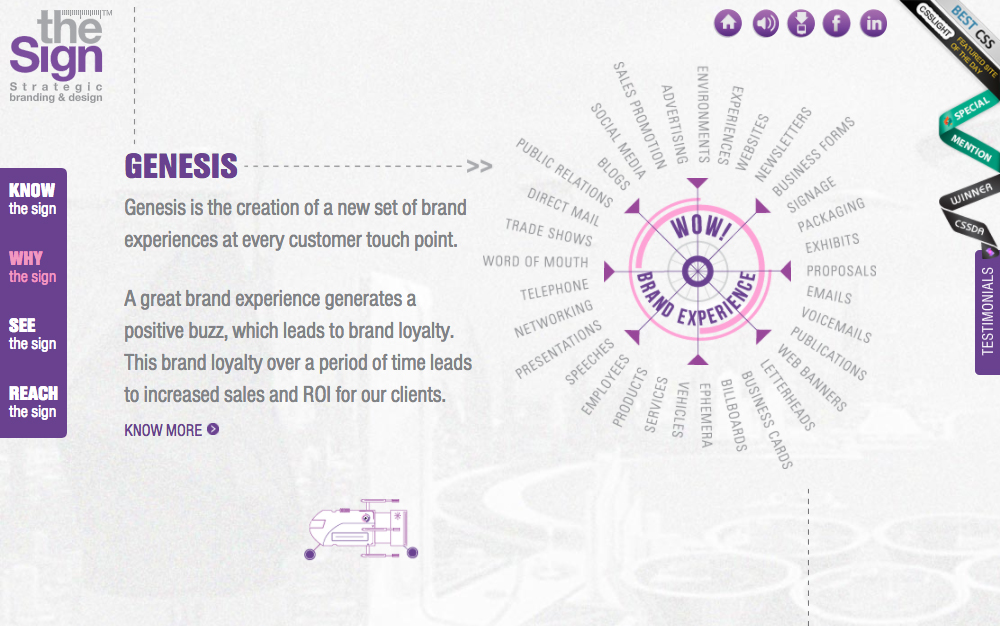 the™
Sign
Strategic
branding & design
KNOW
the sign
WHY
the sign
SEE
the sign
REACH
the sign
GENESIS
>>
Genesis is the creation of a new set of brand
experiences at every customer touch point.
A great brand experience generates a
positive buzz, which leads to brand loyalty.
This brand loyalty over a period of time leads
to increased sales and ROI for our clients.
KNOW MORE
WOW!
BRAND EXPERIENCE
ENVIRONMENTS
EXPERIENCES
WEBSITES
NEWSLETTERS
BUSINESS FORMS
SIGNAGE
PACKAGING
EXHIBITS
PROPOSALS
EMAILS
VOICEMAILS
PUBLICATIONS
WEB BANNERS
LETTERHEADS
BUSINESS CARDS
BILLBOARDS
EPHEMERA
VEHICLES
SERVICES
PRODUCTS
EMPLOYEES
SPEECHES
PRESENTATIONS
NETWORKING
TELEPHONE
WORD OF MOUTH
TRADE SHOWS
DIRECT MAIL
PUBLIC RELATIONS
BLOGS
SOCIAL MEDIA
SALES PROMOTION
ADVERTISING
f
in
BEST CSS
CSSLIGHT
FEATURED SITE
OF THE DAY
SPECIAL
MENTION
WINNER
CSSDA
TESTIMONIALS